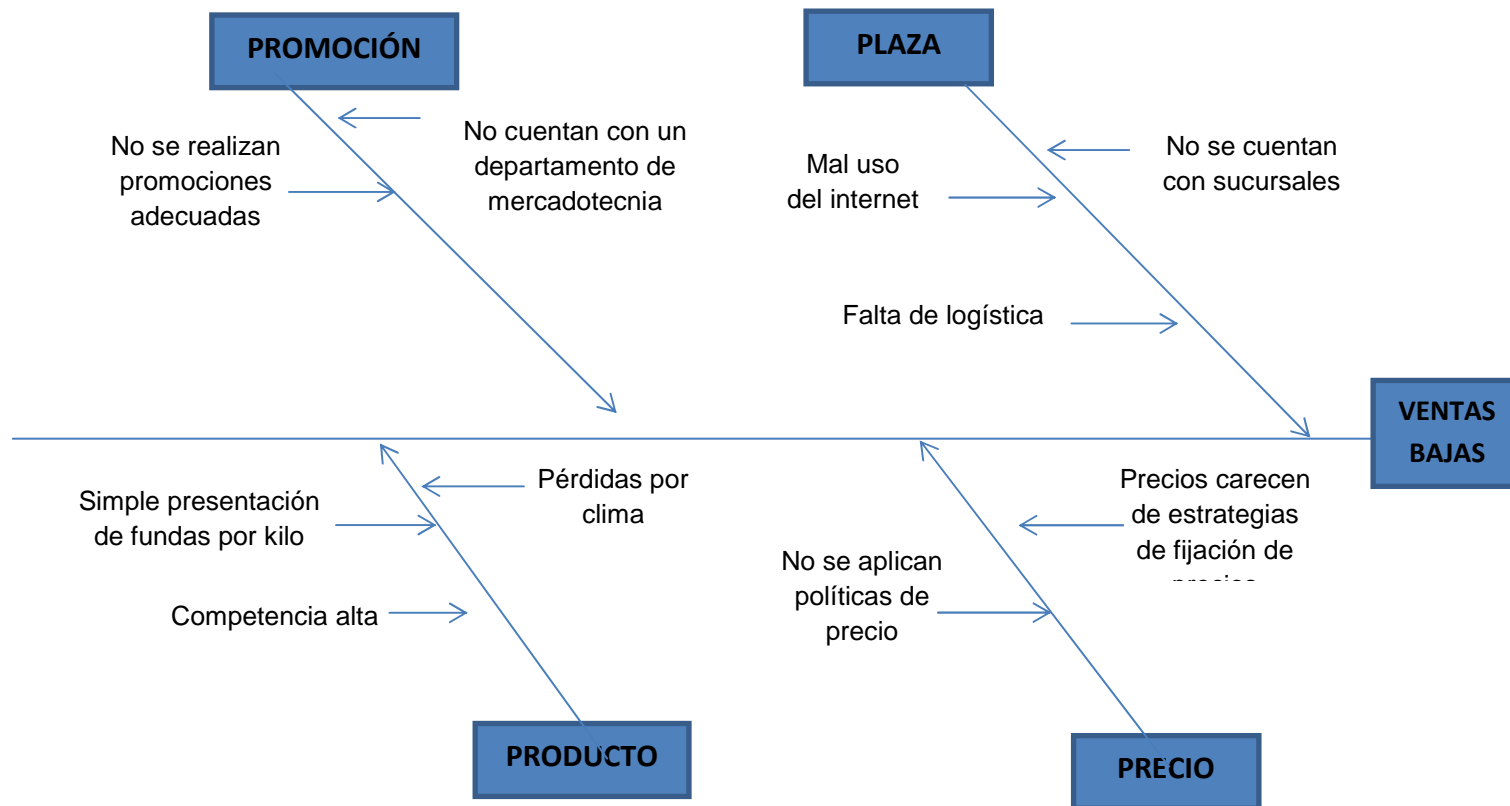 PROMOCIÓN
PLAZA
No se realizan
promociones
adecuadas
No cuentan con un
departamento de
mercadotecnia
Mal uso
del internet
No se cuentan
con sucursales
Falta de logística
VENTAS
BAJAS
Simple presentación
de fundas por kilo
Pérdidas por
clima
Competencia alta
No se aplican
políticas de
precio
Precios carecen
de estrategias
de fijación de
PRODUCTO
PRECIO